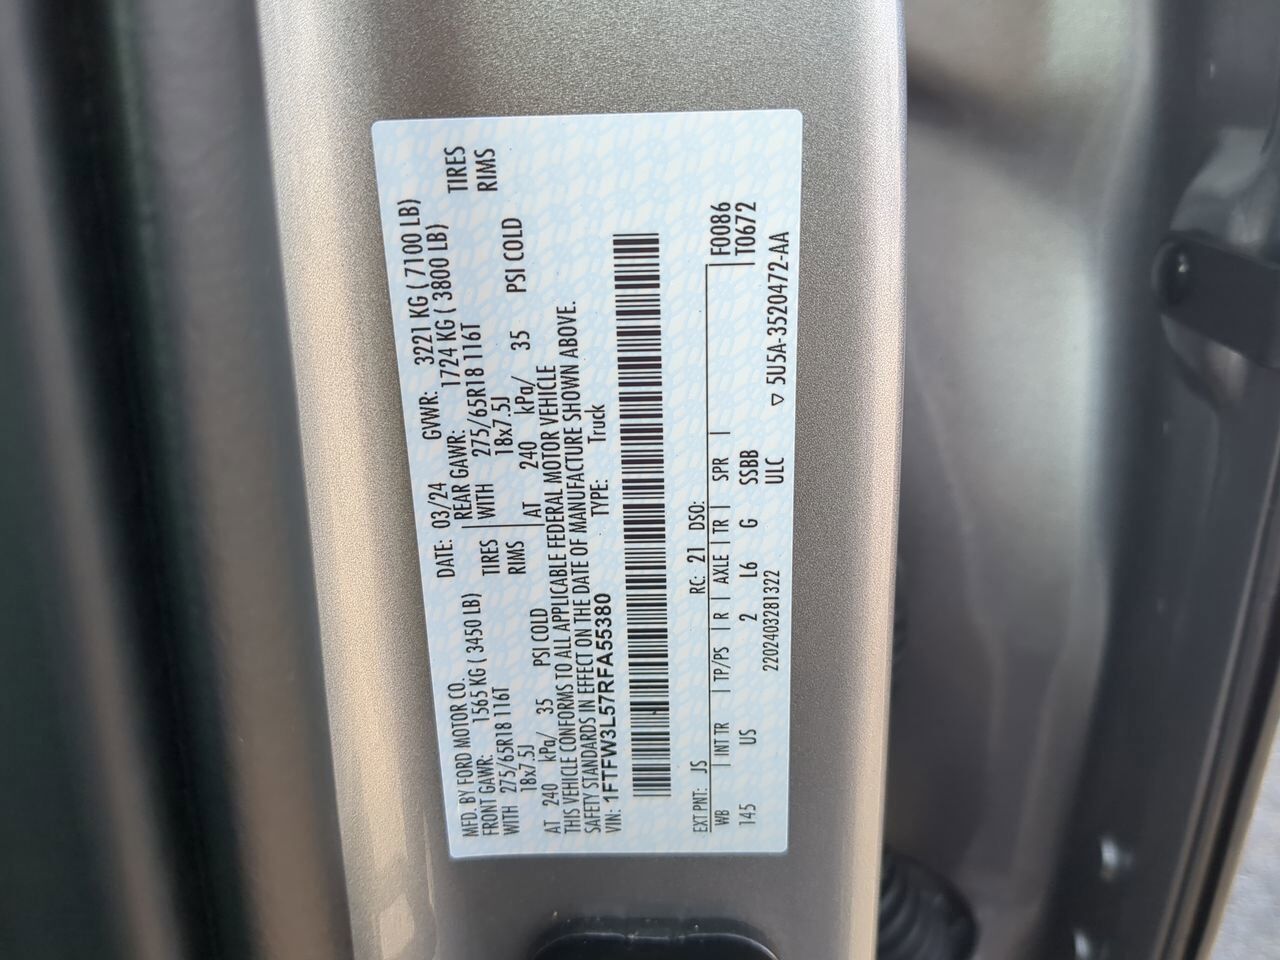 MFD. BY FORD MOTOR CO. DATE: 03/24 GVWR: 3221 KG ( 7100 LB)
FRONT GAWR: 1565 KG ( 3450 LB) REAR GAWR: 1724 KG ( 3800 LB)
WITH 275/65R18 116T TIRES WITH 275/65R18 116T TIRES
18x7.5J RIMS 18x7.5J RIMS
AT 240 kPa/ 35 PSI COLD AT 240 kPa/ 35 PSI COLD
THIS VEHICLE CONFORMS TO ALL APPLICABLE FEDERAL MOTOR VEHICLE
SAFETY STANDARDS IN EFFECT ON THE DATE OF MANUFACTURE SHOWN ABOVE.
VIN: 1FTFW3L57RFA55380 TYPE: Truck
EXT PNT: JS RC: 21 DSO:
WB | INT TR | TP/PS | R | AXLE | TR | SPR | F0086
145 US 2 L6 G SSBB T0672
2202403281322 ULC ▽ 5U5A-3520472-AA